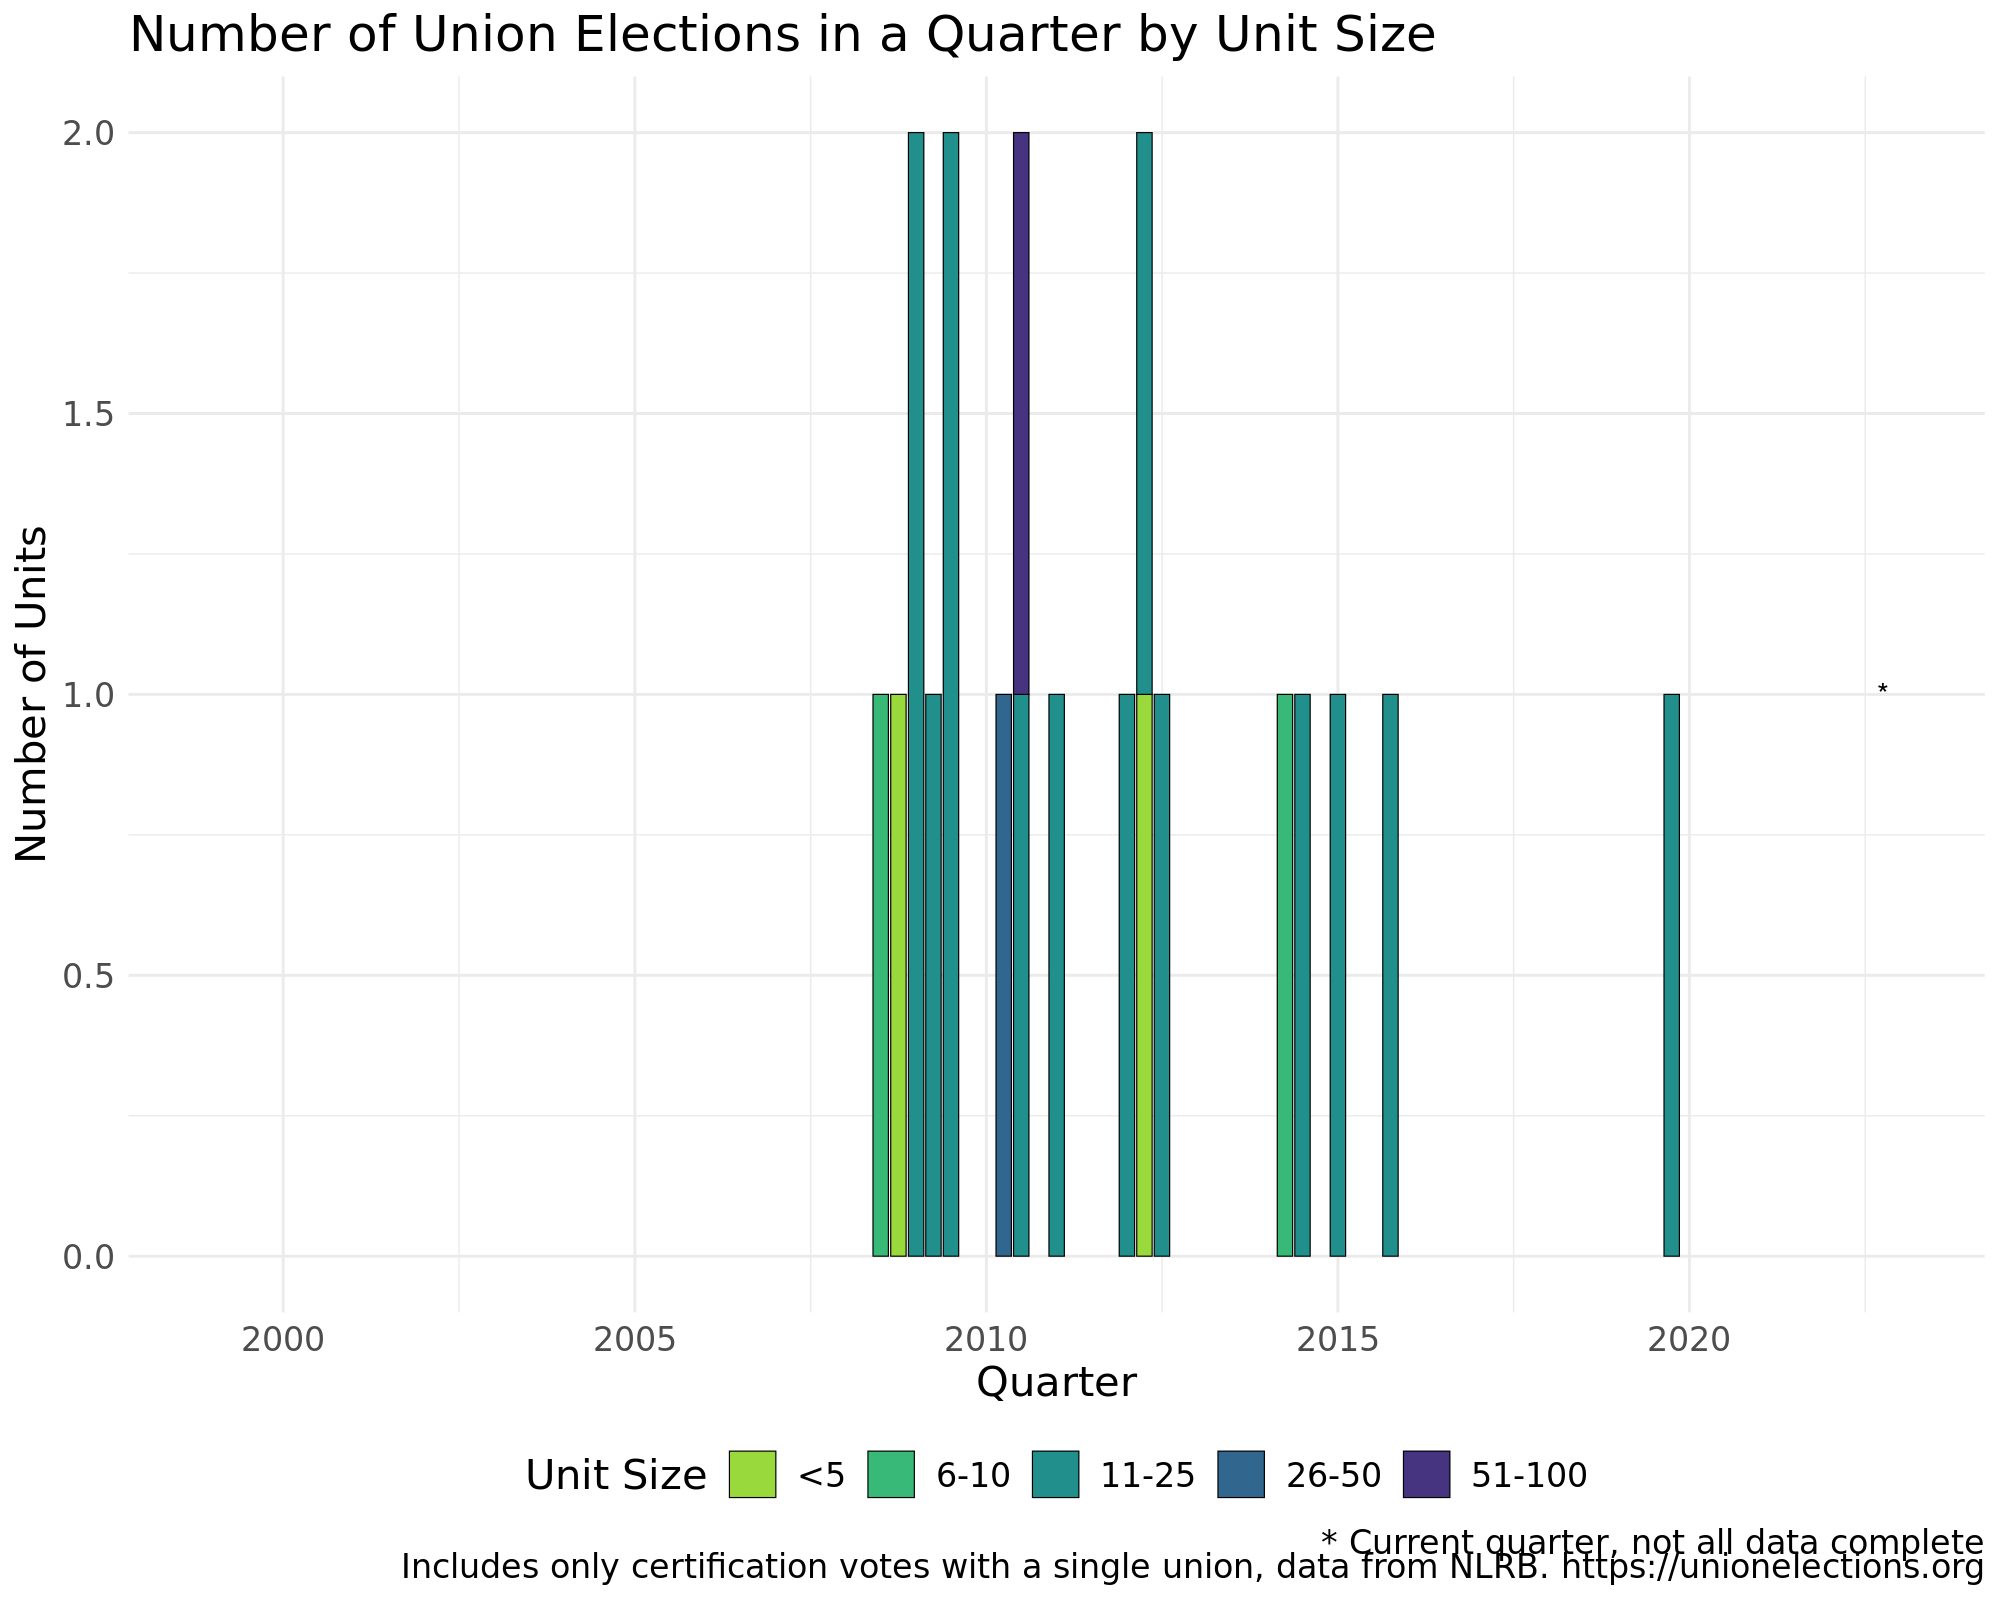 Number of Union Elections in a Quarter by Unit Size
Number of Units
2.0
1.5
1.0
0.5
0.0
*
2000 2005 2010 2015 2020
Quarter
Unit Size <5 6-10 11-25 26-50 51-100
* Current quarter, not all data complete
Includes only certification votes with a single union, data from NLRB. https://unionelections.org